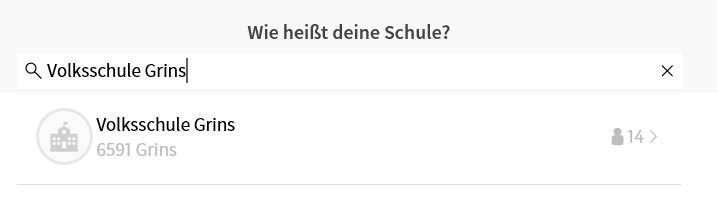 Wie heißt deine Schule?
Volksschule Grins
Volksschule Grins
6591 Grins
14